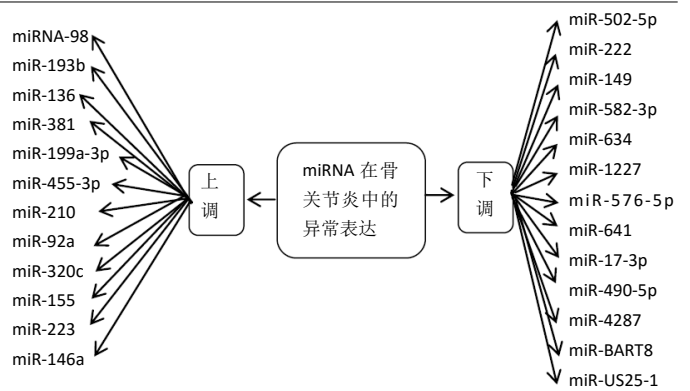 miRNA-98
miR-193b
miR-136
miR-381
miR-199a-3p
miR-455-3p
miR-210
miR-92a
miR-320c
miR-155
miR-223
miR-146a
上
调
miRNA 在骨
关节炎中的
异常表达
下
调
miR-502-5p
miR-222
miR-149
miR-582-3p
miR-634
miR-1227
miR-576-5p
miR-641
miR-17-3p
miR-490-5p
miR-4287
miR-BART8
miR-US25-1